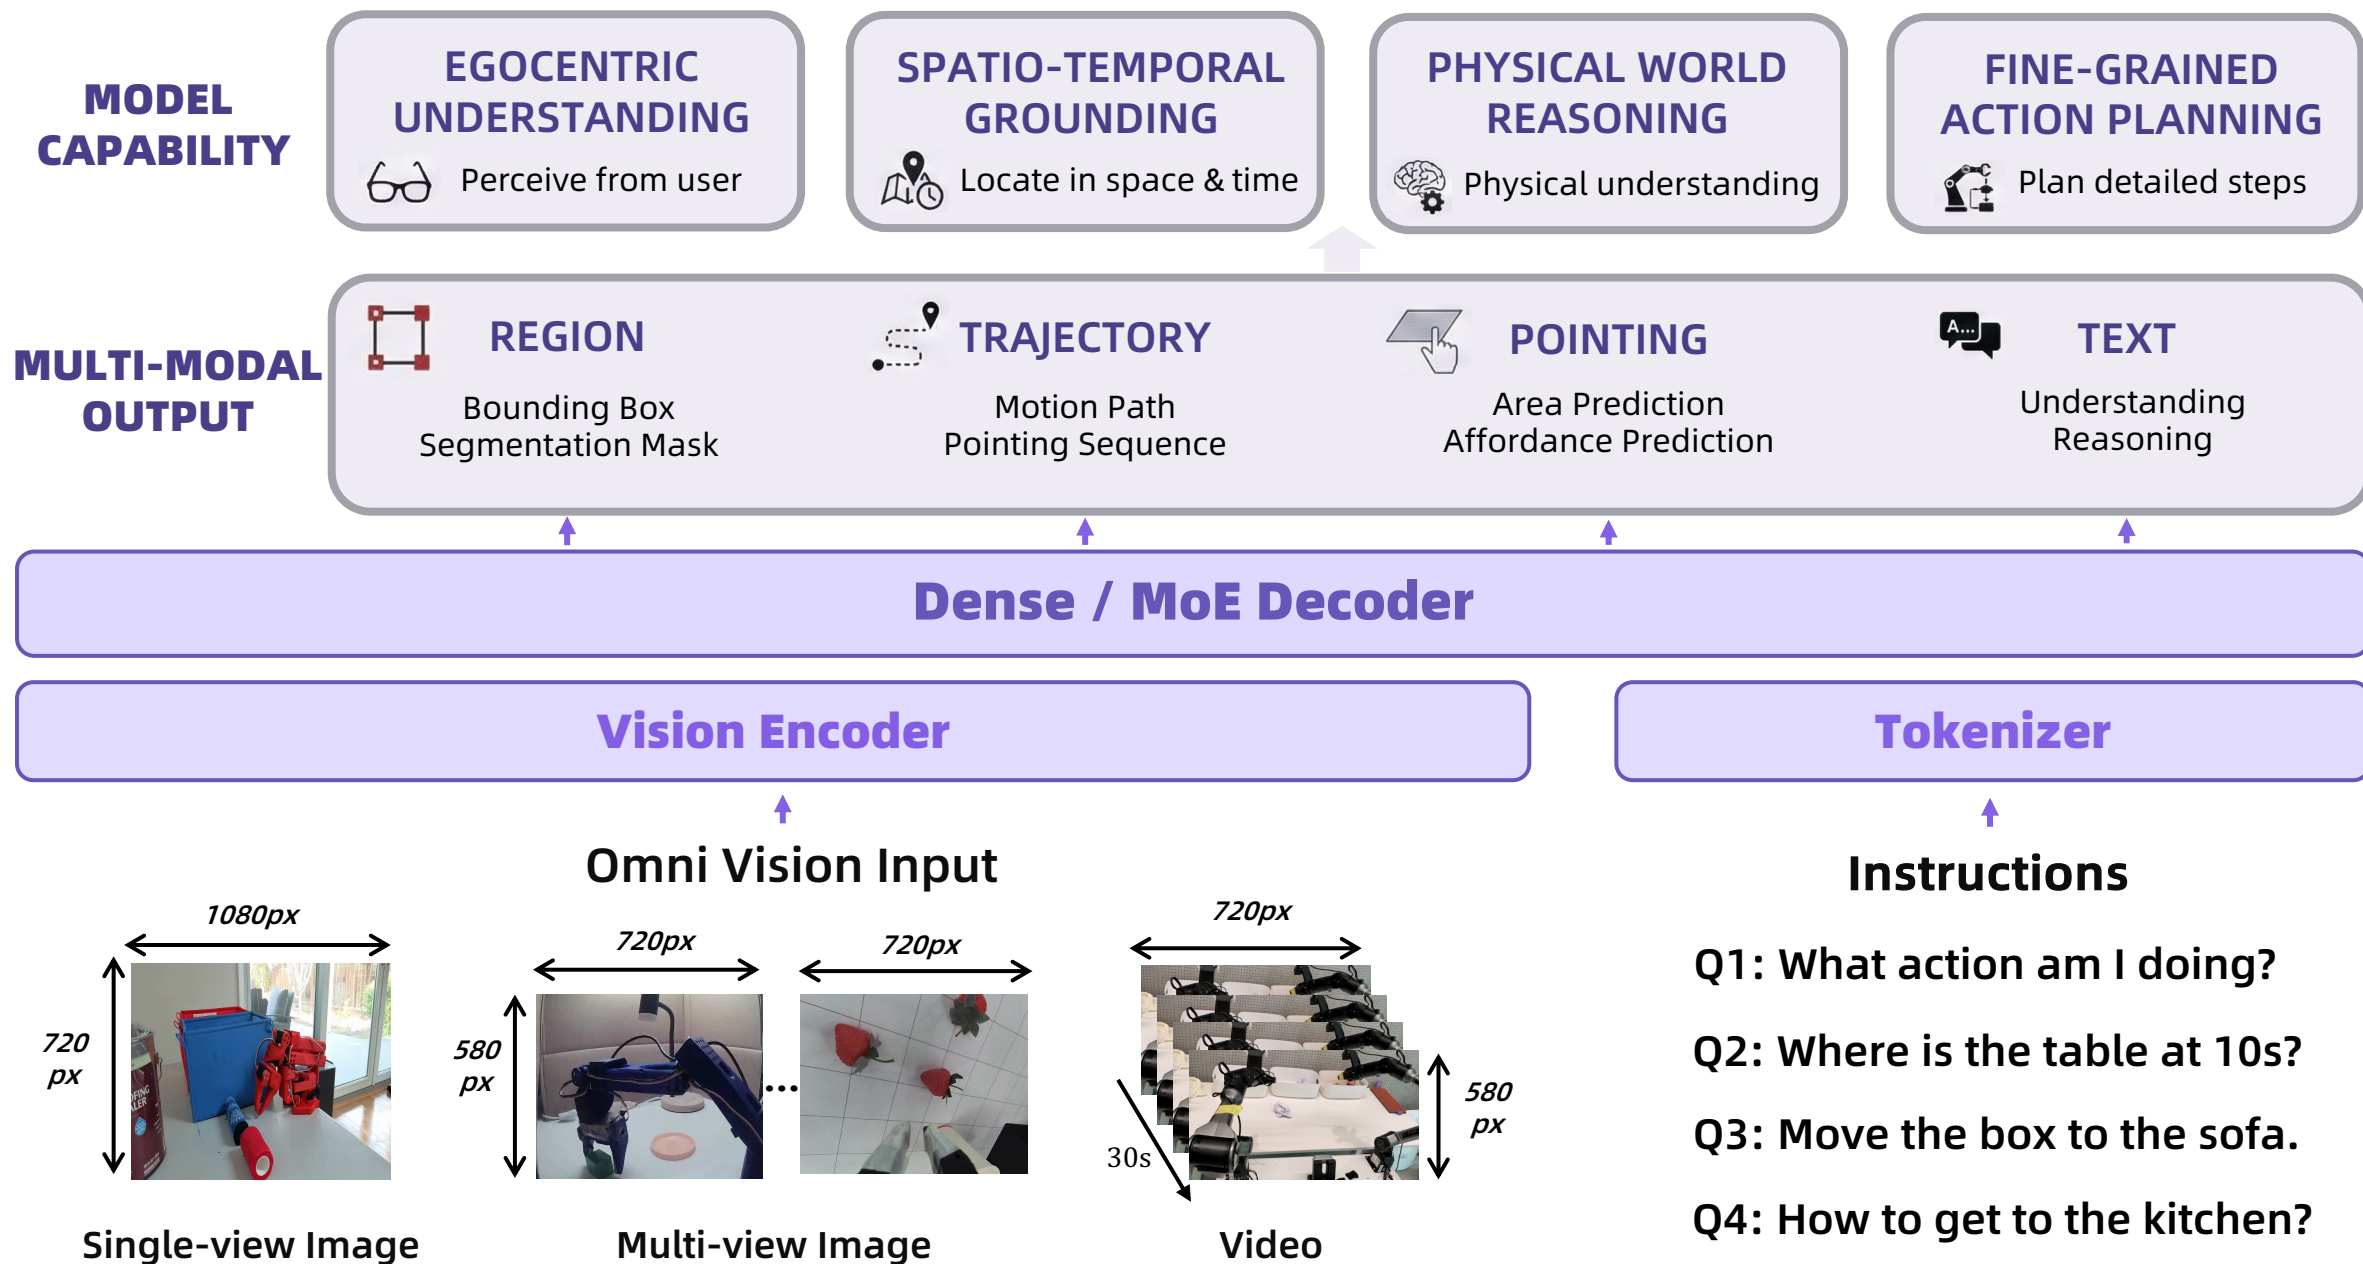 MODEL
CAPABILITY
EGOCENTRIC
UNDERSTANDING
Perceive from user
SPATIO-TEMPORAL
GROUNDING
Locate in space & time
PHYSICAL WORLD
REASONING
Physical understanding
FINE-GRAINED
ACTION PLANNING
Plan detailed steps
MULTI-MODAL
OUTPUT
REGION
Bounding Box
Segmentation Mask
TRAJECTORY
Motion Path
Pointing Sequence
POINTING
Area Prediction
Affordance Prediction
A...
TEXT
Understanding
Reasoning
Dense / MoE Decoder
Vision Encoder
Tokenizer
Omni Vision Input
1080px
720
px
OFING
LER
Single-view Image
720px
720px
580
px
...
Multi-view Image
720px
30s
580
px
Video
Instructions
Q1: What action am I doing?
Q2: Where is the table at 10s?
Q3: Move the box to the sofa.
Q4: How to get to the kitchen?